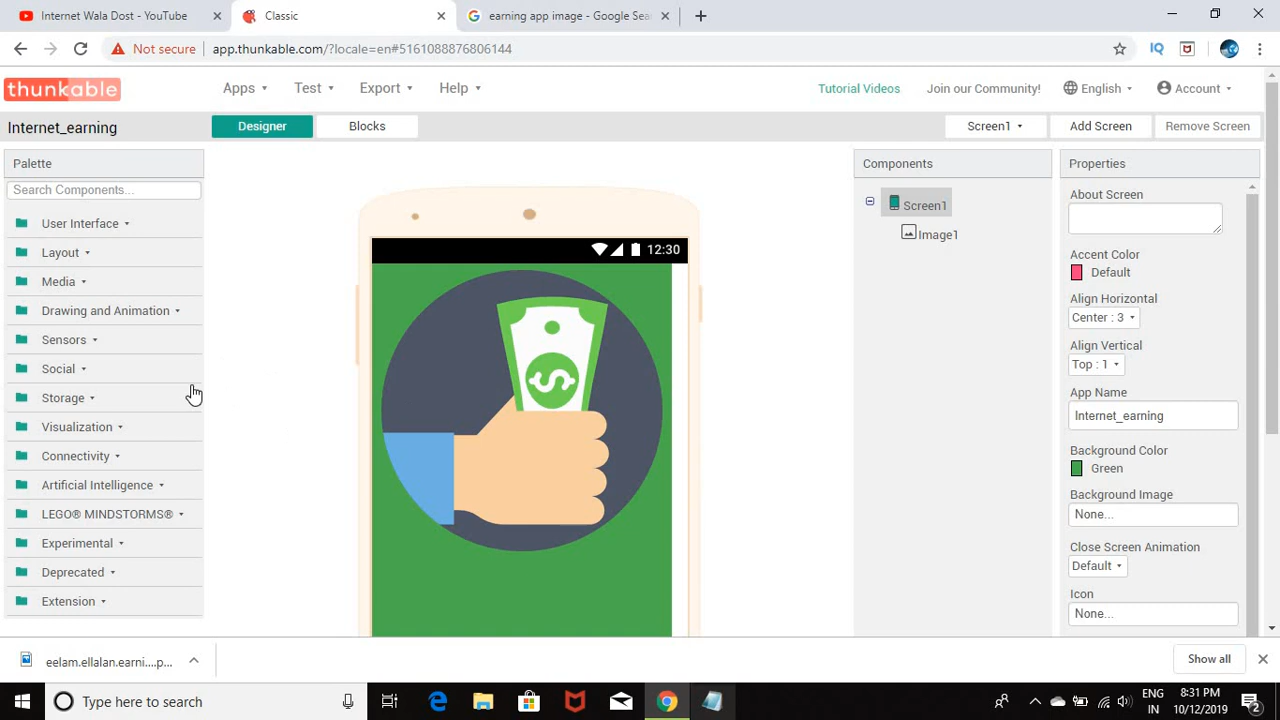 Internet Wala Dost - YouTube
Classic
earning app image - Google Sea
Not secure
app.thunkable.com/?locale=en#5161088876806144
IQ
thunkable
Apps
Test
Export
Help
Tutorial Videos
Join our Community!
English
Account
Internet_earning
Designer
Blocks
Screen1
Add Screen
Remove Screen
Palette
Search Components...
User Interface
Layout
Media
Drawing and Animation
Sensors
Social
Storage
Visualization
Connectivity
Artificial Intelligence
LEGO® MINDSTORMS®
Experimental
Deprecated
Extension
12:30
$
Components
Screen1
Image1
Properties
About Screen
Accent Color
Default
Align Horizontal
Center : 3
Align Vertical
Top : 1
App Name
Internet_earning
Background Color
Green
Background Image
None...
Close Screen Animation
Default
Icon
None...
eelam.ellalan.earni....p...
Show all
Type here to search
ENG
IN
8:31 PM
10/12/2019
2